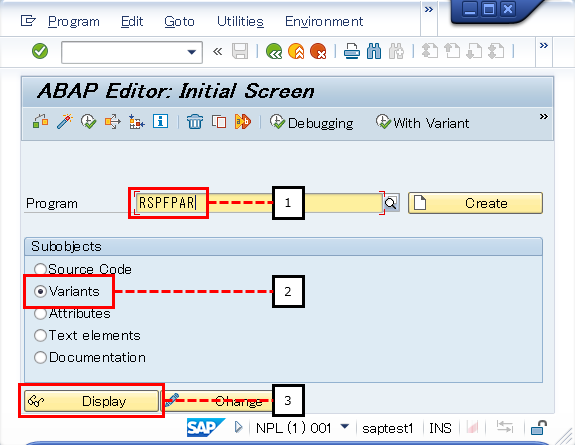 Program Edit Goto Utilities Environment »
«
»
ABAP Editor: Initial Screen
Debugging With Variant »
Program RSPFPAR 1 Create
Subobjects
Source Code
Variants 2
Attributes
Text elements
Documentation
Display Change 3
SAP NPL (1) 001 saptest1 INS